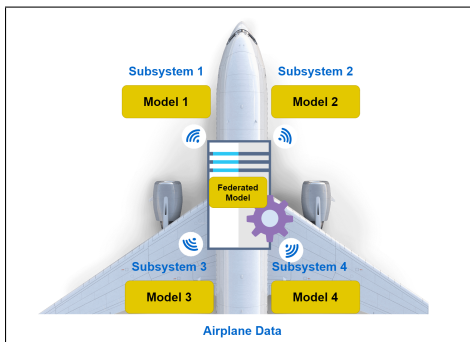 Subsystem 1
Subsystem 2
Model 1
Model 2
Federated
Model
Subsystem 3
Subsystem 4
Model 3
Model 4
Airplane Data